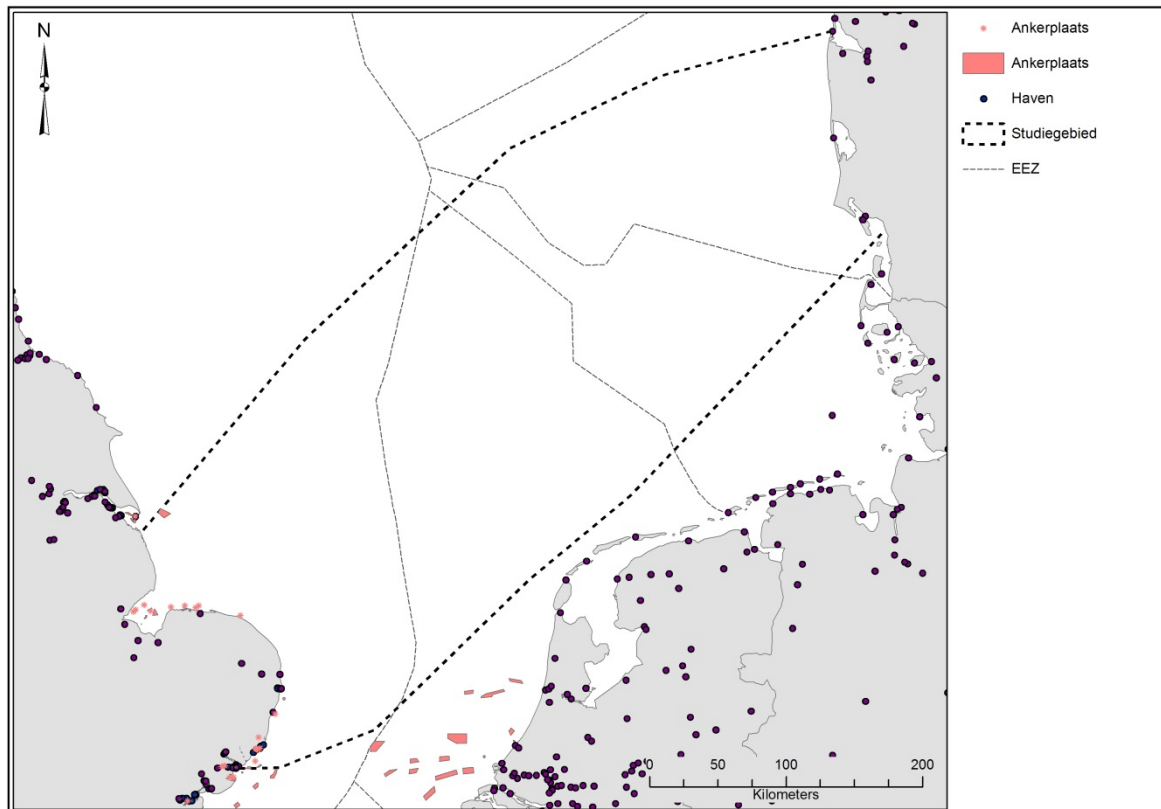 N
Ankerplaats
Ankerplaats
Haven
Studiegebied
EEZ
0 50 100 200
Kilometers